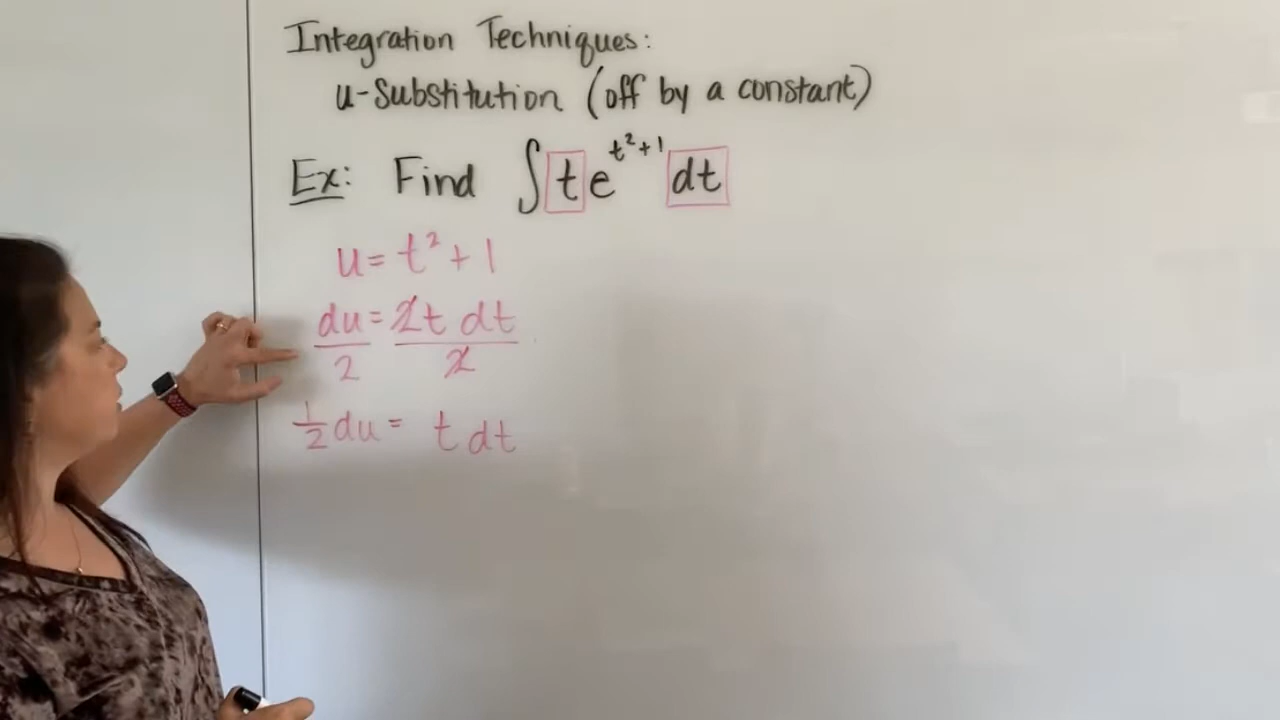 Integration Techniques:
u-Substitution (off by a constant)
Ex: Find ∫ t e^{t²+1} dt
u = t² + 1
du/2 = 2t dt/2
1/2 du = t dt